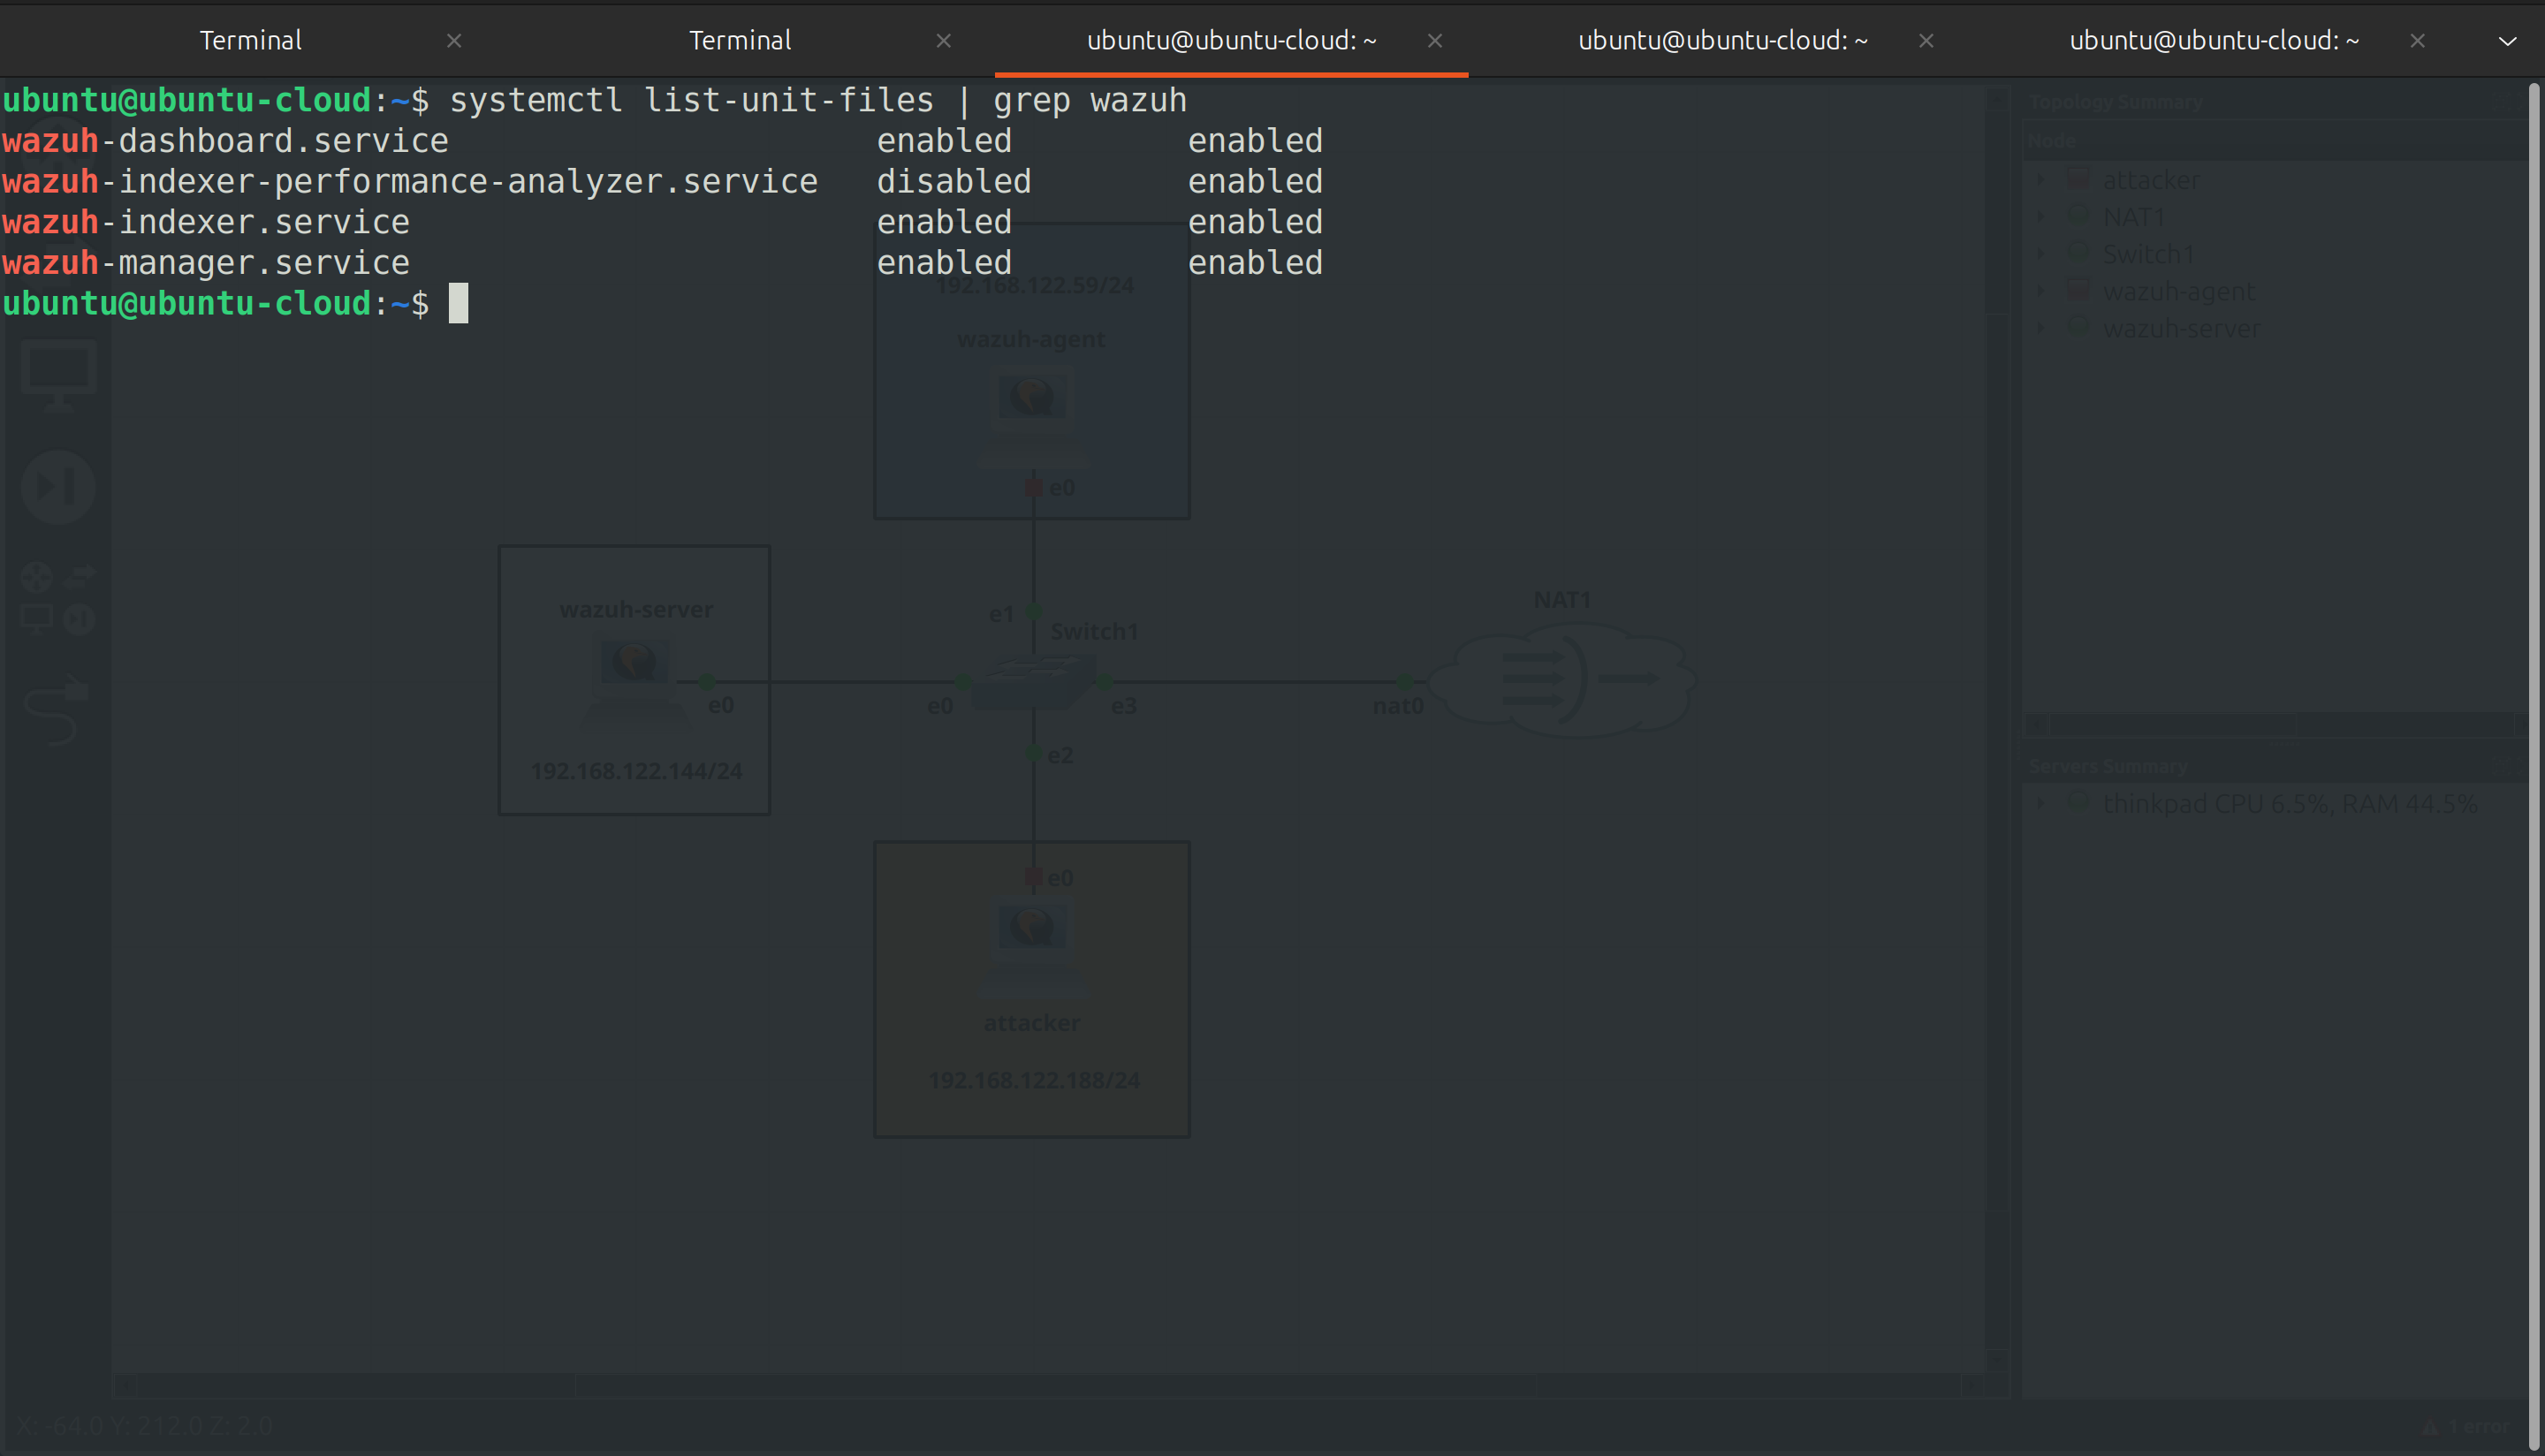 Terminal
Terminal
ubuntu@ubuntu-cloud: ~
ubuntu@ubuntu-cloud: ~
ubuntu@ubuntu-cloud: ~
ubuntu@ubuntu-cloud:~$ systemctl list-unit-files | grep wazuh
wazuh-dashboard.service enabled enabled
wazuh-indexer-performance-analyzer.service disabled enabled
wazuh-indexer.service enabled enabled
wazuh-manager.service enabled enabled
ubuntu@ubuntu-cloud:~$
192.168.122.59/24
wazuh-agent
e0
wazuh-server
e0
192.168.122.144/24
e1
Switch1
e0
e3
e2
NAT1
nat0
e0
attacker
192.168.122.188/24
Topology Summary
Node
attacker
NAT1
Switch1
wazuh-agent
wazuh-server
Servers Summary
thinkpad CPU 6.5%, RAM 44.5%
X: -64.0 Y: 212.0 Z: 2.0
1 error